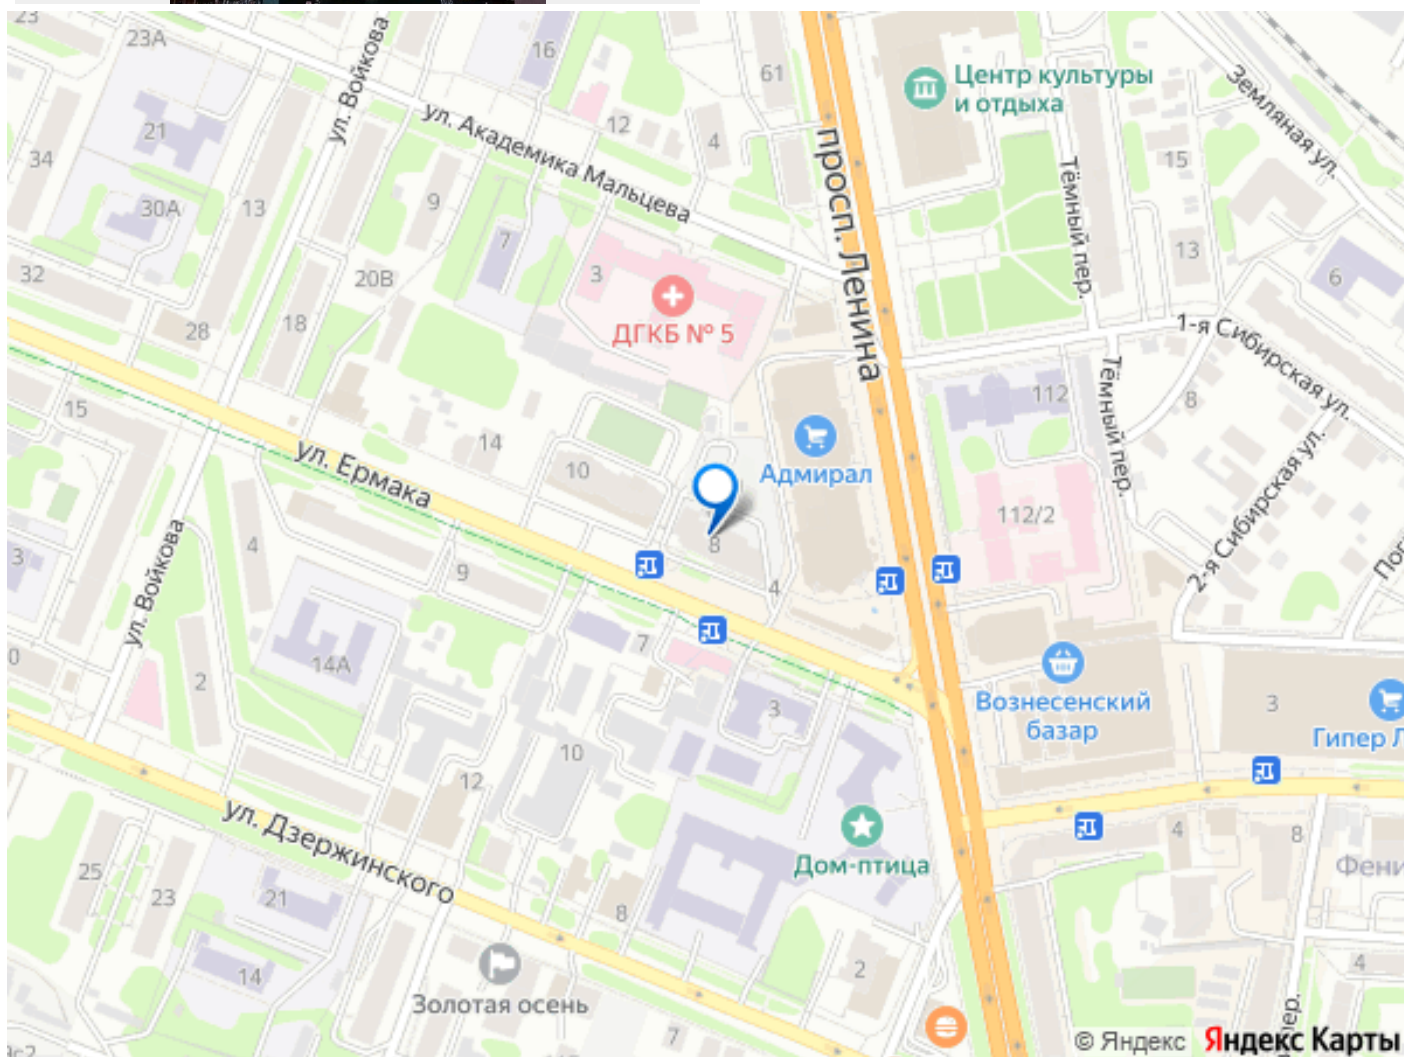 23
23А
ул. Войкова
16
61
Центр культуры
и отдыха
Земляная ул.
21
ул. Академика Мальцева
12
4
просп. Ленина
Тёмный пер.
15
34
30А
13
9
7
3
20В
13
6
32
28
18
ДГКБ № 5
1-я Сибирская ул.
Тёмный пер.
112
8
15
ул. Ермака
14
10
Адмирал
112/2
2-я Сибирская ул.
8
4
9
4
ул. Войкова
14А
7
2
3
Вознесенский
базар
3
Гипер Л
10
12
ул. Дзержинского
Дом-птица
4
8
Фени
25
23
21
8
14
Золотая осень
2
4
7
© Яндекс Яндекс Карты